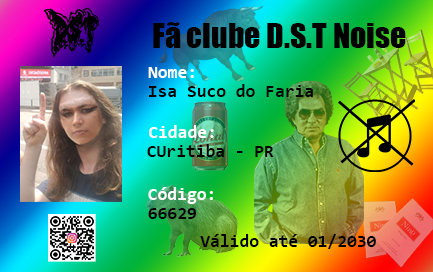 Fã clube D.S.T Noise
Nome:
Isa Suco do Faria
Cidade:
CUritiba - PR
Código:
66629
Válido até 01/2030